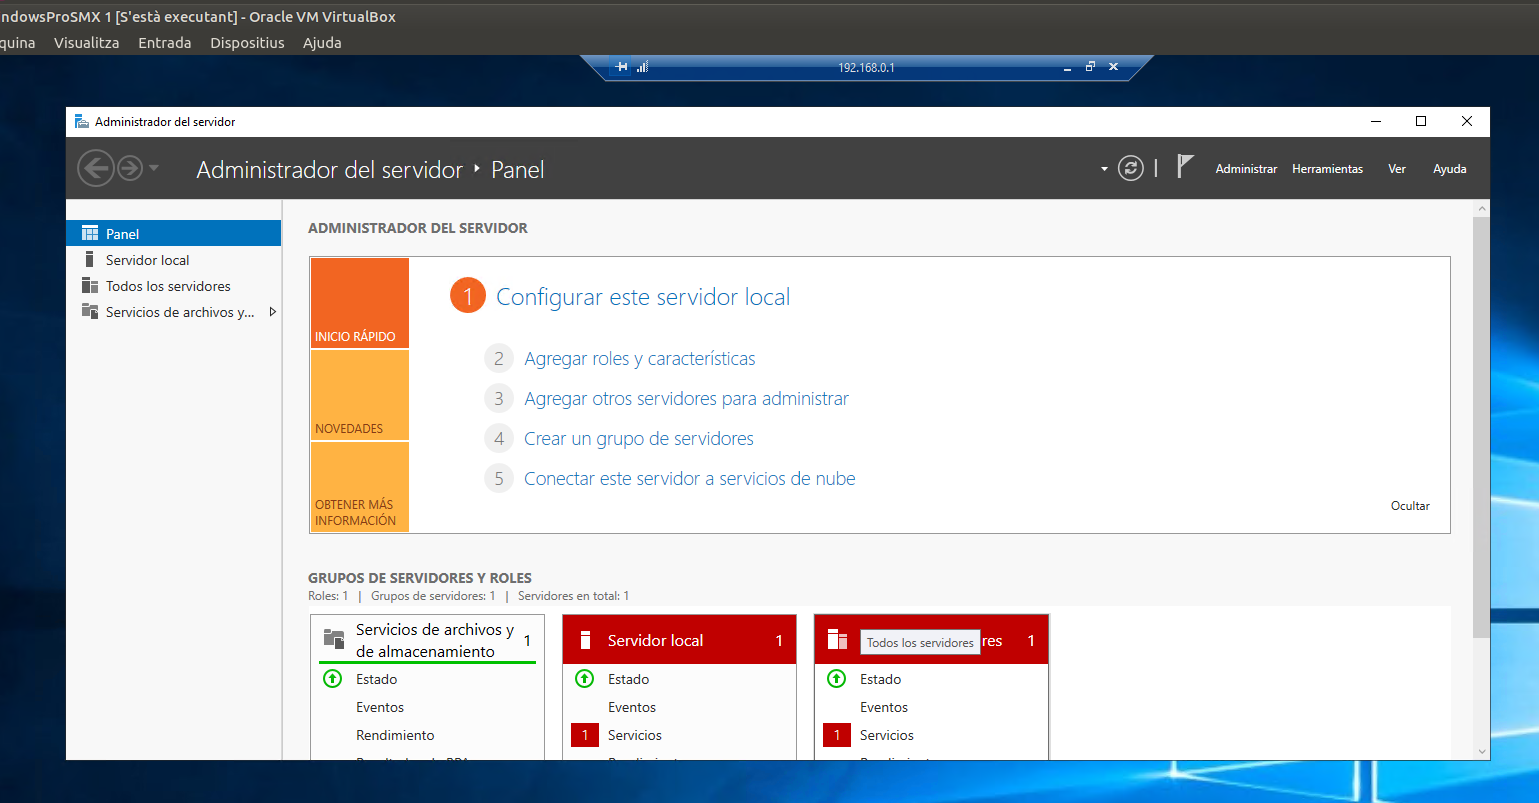 ndowsProSMX 1 [S'està executant] - Oracle VM VirtualBox
quina Visualitza Entrada Dispositius Ajuda
192.168.0.1
Administrador del servidor
Administrador del servidor Panel
Administrar Herramientas Ver Ayuda
Panel
Servidor local
Todos los servidores
Servicios de archivos y...
ADMINISTRADOR DEL SERVIDOR
INICIO RÁPIDO
NOVEDADES
OBTENER MÁS
INFORMACIÓN
1 Configurar este servidor local
2 Agregar roles y características
3 Agregar otros servidores para administrar
4 Crear un grupo de servidores
5 Conectar este servidor a servicios de nube
Ocultar
GRUPOS DE SERVIDORES Y ROLES
Roles: 1 | Grupos de servidores: 1 | Servidores en total: 1
Servicios de archivos y
de almacenamiento
1
Estado
Eventos
Rendimiento
Servidor local 1
Estado
Eventos
1 Servicios
Todos los servidores
res 1
Estado
Eventos
1 Servicios